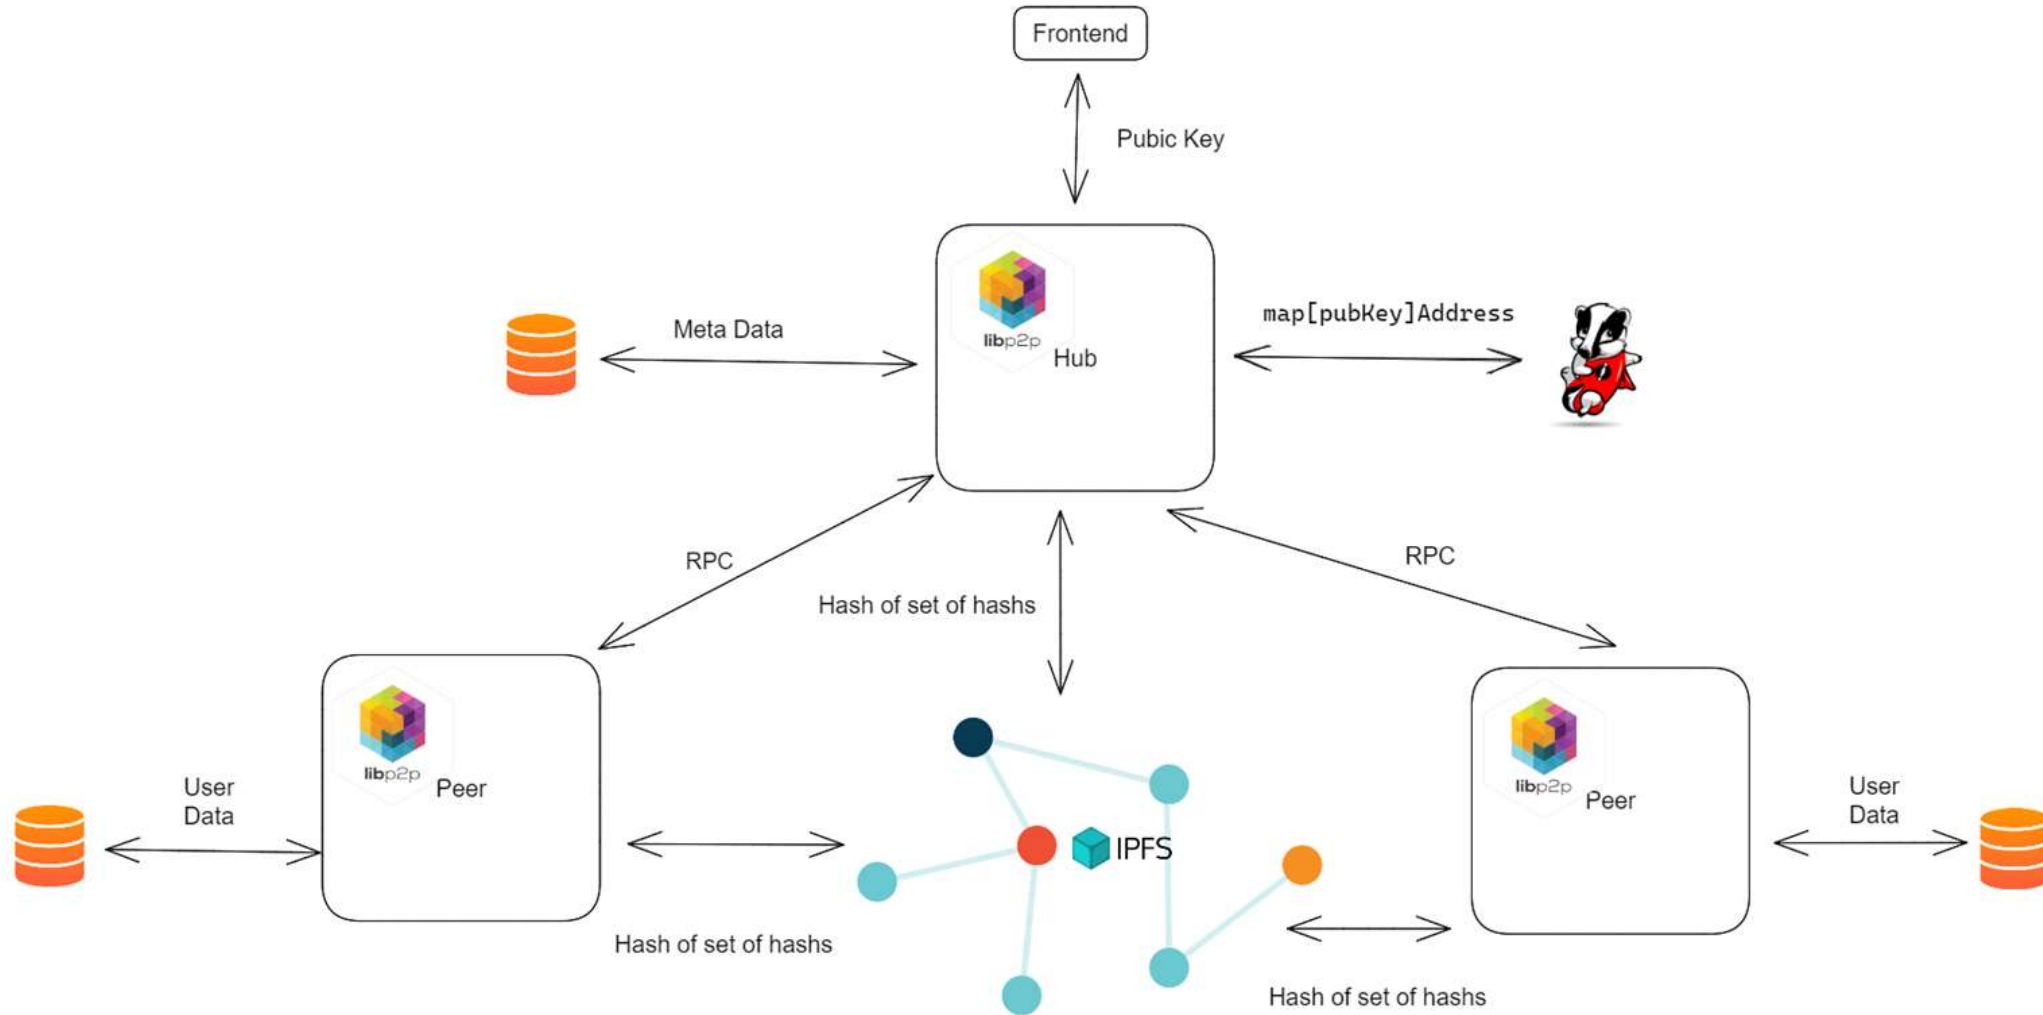 Frontend
Pubic Key
map[pubKey]Address
Meta Data
libp2p
Hub
RPC
RPC
Hash of set of hashs
libp2p
Peer
libp2p
Peer
User
Data
User
Data
IPFS
Hash of set of hashs
Hash of set of hashs